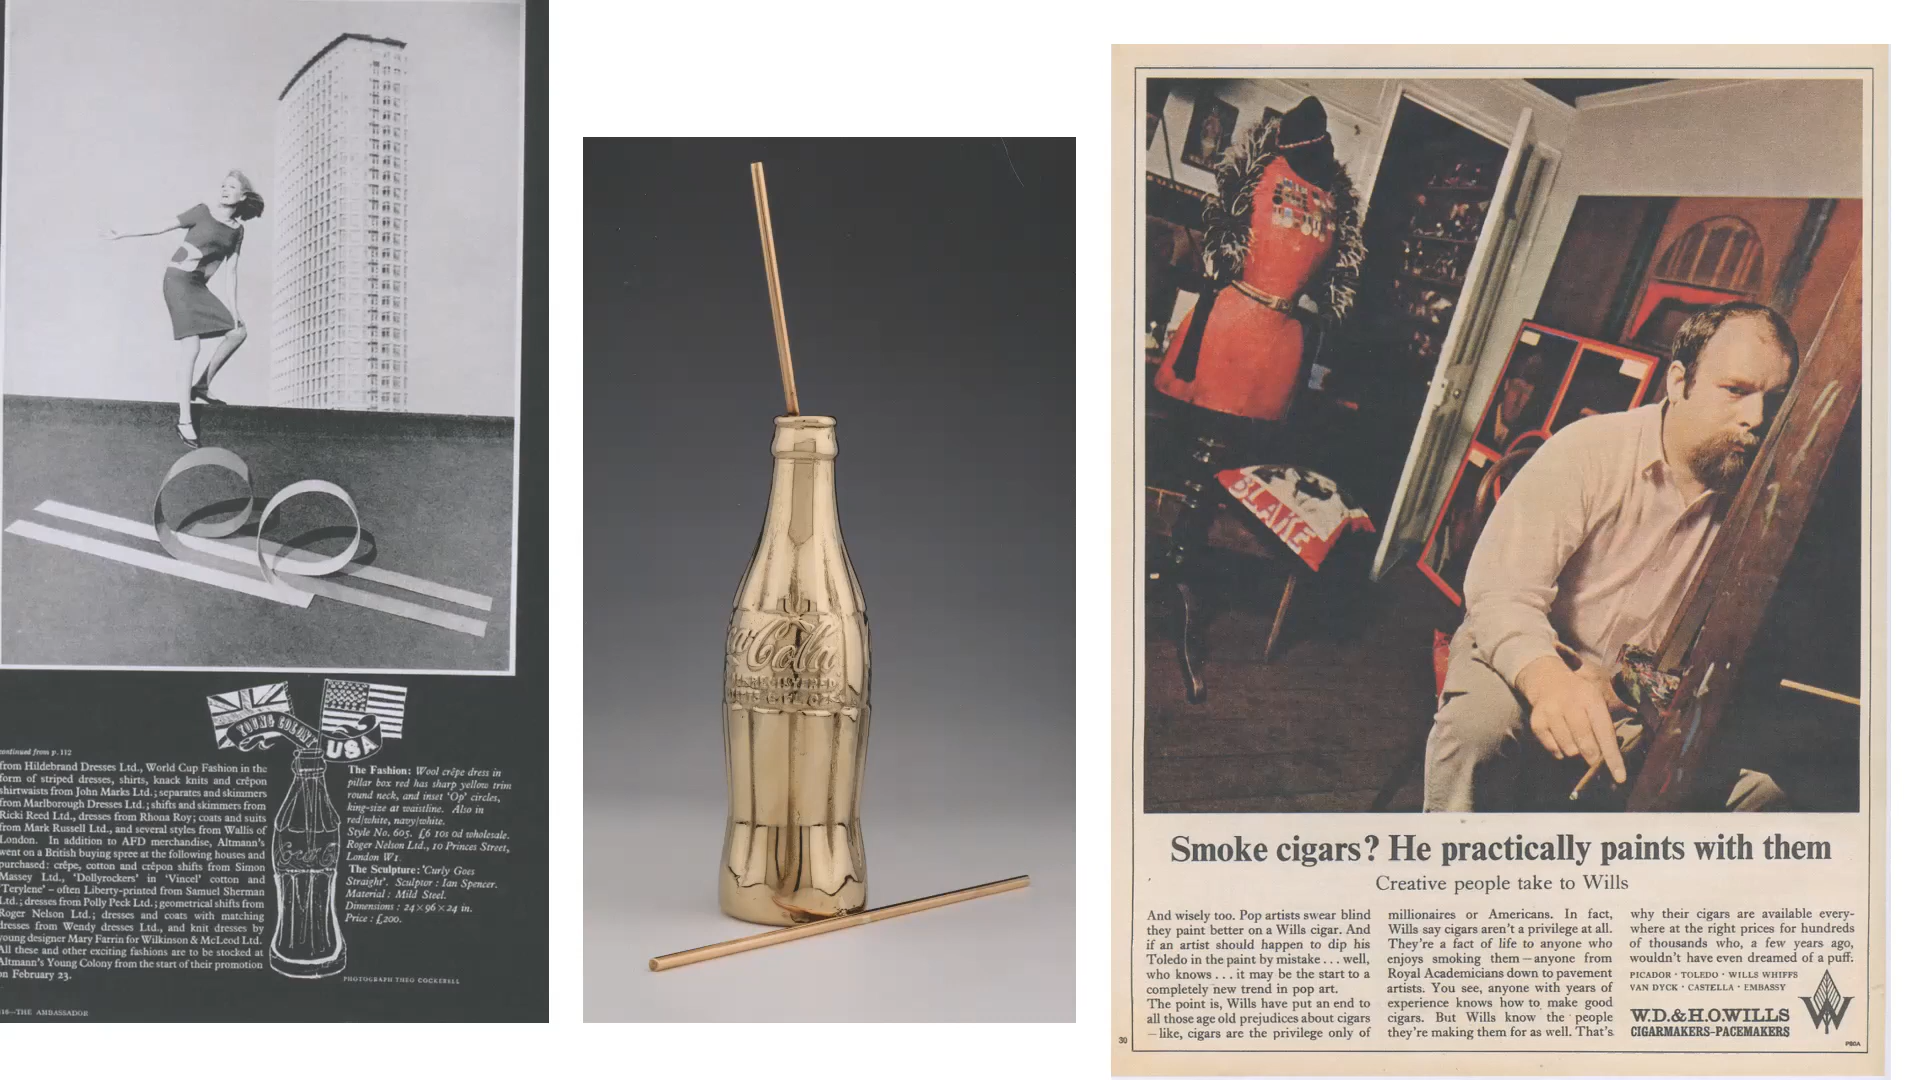 YOUNG COLONY
USA
continued from p. 112
from Hildebrand Dresses Ltd., World Cup Fashion in the
form of striped dresses, shirts, knack knits and crêpon
shirtwaists from John Marks Ltd.; separates and skimmers
from Marlborough Dresses Ltd.; shifts and skimmers from
Ricki Reed Ltd., dresses from Rhona Roy; coats and suits
from Mark Russell Ltd., and several styles from Wallis of
London. In addition to AFD merchandise, Altmann's
went on a British buying spree at the following houses and
purchased: crêpe, cotton and crêpon shifts from Simon
Massey Ltd., 'Dollyrockers' in 'Vincel' cotton and
'Terylene' – often Liberty-printed from Samuel Sherman
Ltd.; dresses from Polly Peck Ltd.; geometrical shifts from
Roger Nelson Ltd.; dresses and coats with matching
dresses from Wendy dresses Ltd., and knit dresses by
young designer Mary Farrin for Wilkinson & McLeod Ltd.
All these and other exciting fashions are to be stocked at
Altmann's Young Colony from the start of their promotion
on February 23.
Coca-Co
The Fashion: Wool crêpe dress in
pillar box red has sharp yellow trim
round neck, and inset 'Op' circles,
king-size at waistline. Also in
red/white, navy/white.
Style No. 605. £6 10s 0d wholesale.
Roger Nelson Ltd., 10 Princes Street,
London W1.
The Sculpture: 'Curly Goes
Straight'. Sculptor: Ian Spencer.
Material: Mild Steel.
Dimensions: 24×96×24 in.
Price: £200.
PHOTOGRAPH THEO COCKERELL
16—THE AMBASSADOR
ca-Cola
REGISTERED
BLAKE
Smoke cigars? He practically paints with them
Creative people take to Wills
And wisely too. Pop artists swear blind
they paint better on a Wills cigar. And
if an artist should happen to dip his
Toledo in the paint by mistake . . . well,
who knows . . . it may be the start to a
completely new trend in pop art.
The point is, Wills have put an end to
all those age old prejudices about cigars
—like, cigars are the privilege only of
millionaires or Americans. In fact,
Wills say cigars aren't a privilege at all.
They're a fact of life to anyone who
enjoys smoking them—anyone from
Royal Academicians down to pavement
artists. You see, anyone with years of
experience knows how to make good
cigars. But Wills know the people
they're making them for as well. That's
why their cigars are available every-
where at the right prices for hundreds
of thousands who, a few years ago,
wouldn't have even dreamed of a puff.
PICADOR · TOLEDO · WILLS WHIFFS
VAN DYCK · CASTELLA · EMBASSY
W.D.&H.O.WILLS
CIGARMAKERS–PACEMAKERS
W
30
P80A